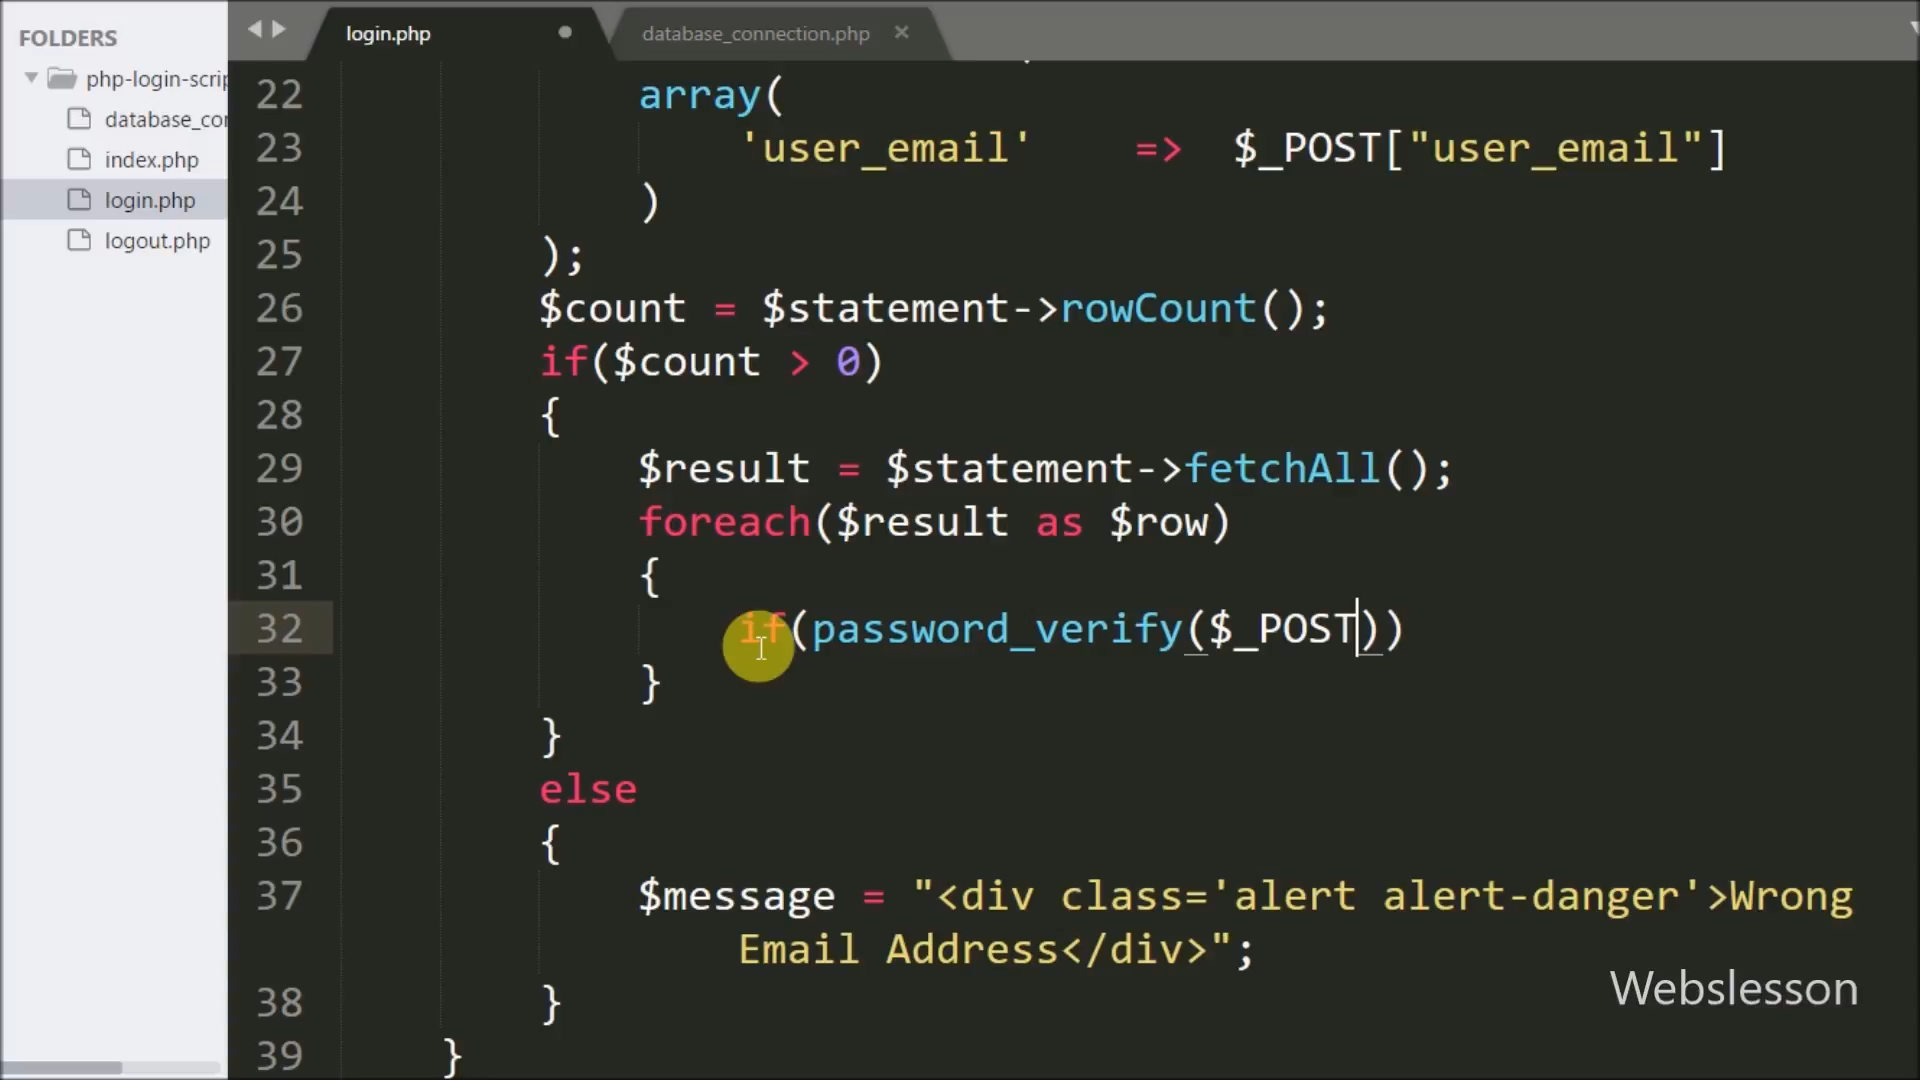 FOLDERS
php-login-scrip
database_cor
index.php
login.php
logout.php
login.php
database_connection.php
22 array(
23 'user_email' => $_POST["user_email"]
24 )
25 );
26 $count = $statement->rowCount();
27 if($count > 0)
28 {
29 $result = $statement->fetchAll();
30 foreach($result as $row)
31 {
32 if(password_verify($_POST))
33 }
34 }
35 else
36 {
37 $message = "<div class='alert alert-danger'>Wrong
Email Address</div>";
38 }
39 }
Webslesson